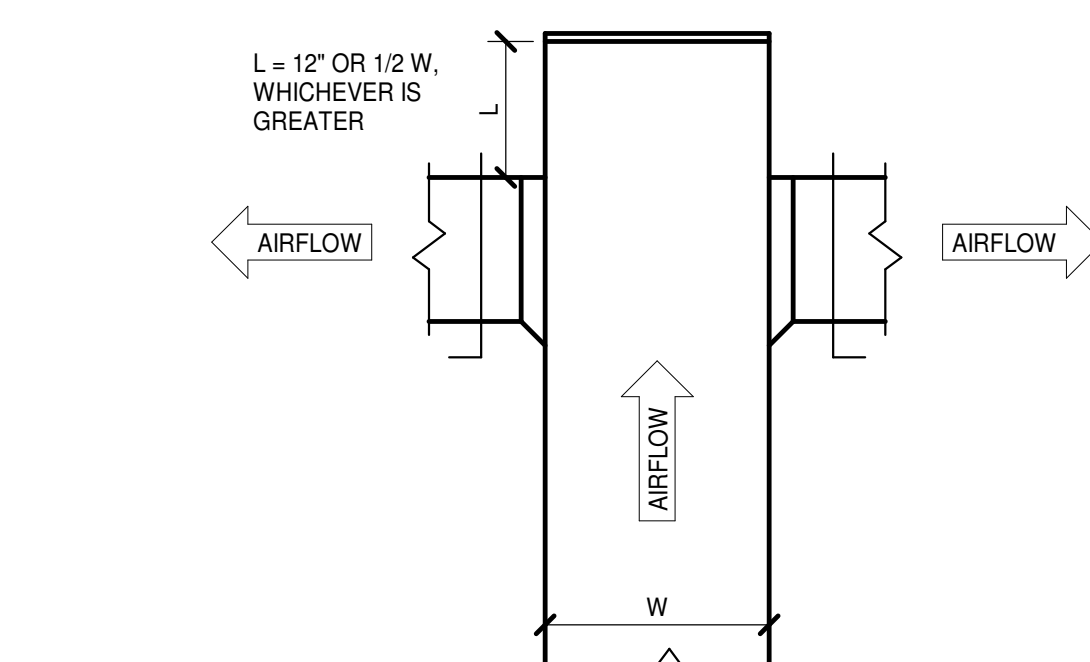 L = 12" OR 1/2 W,
WHICHEVER IS
GREATER
L
AIRFLOW
AIRFLOW
AIRFLOW
W